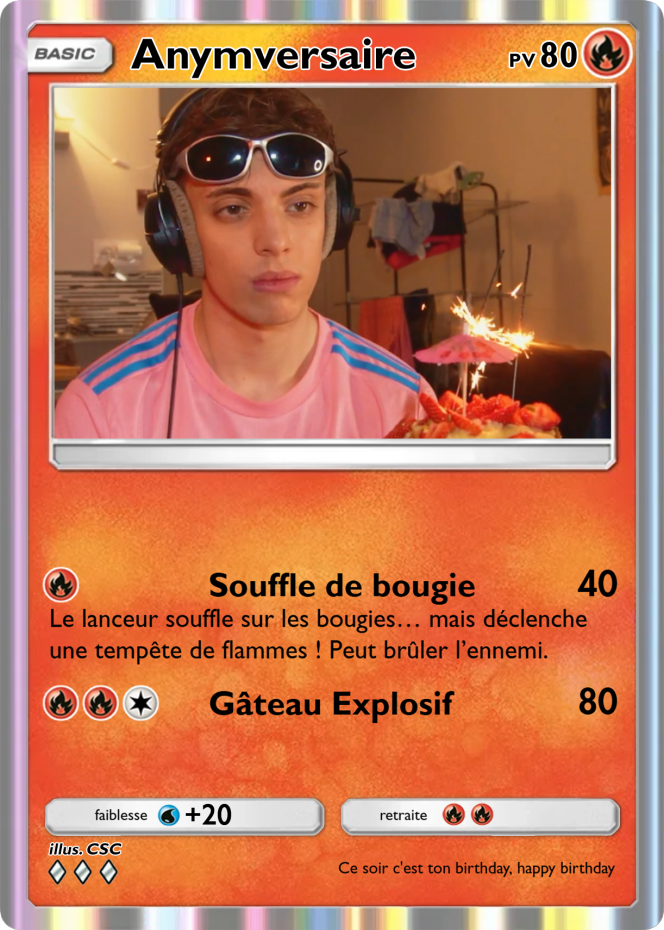 BASIC
Anymversaire
PV 80
Souffle de bougie 40
Le lanceur souffle sur les bougies… mais déclenche
une tempête de flammes ! Peut brûler l'ennemi.
Gâteau Explosif 80
faiblesse +20
retraite
illus. CSC
Ce soir c'est ton birthday, happy birthday